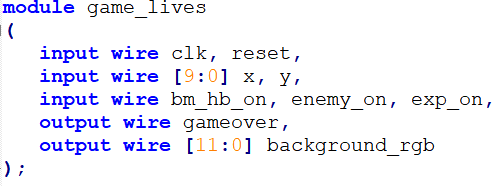 module game_lives
(
input wire clk, reset,
input wire [9:0] x, y,
input wire bm_hb_on, enemy_on, exp_on,
output wire gameover,
output wire [11:0] background_rgb
);